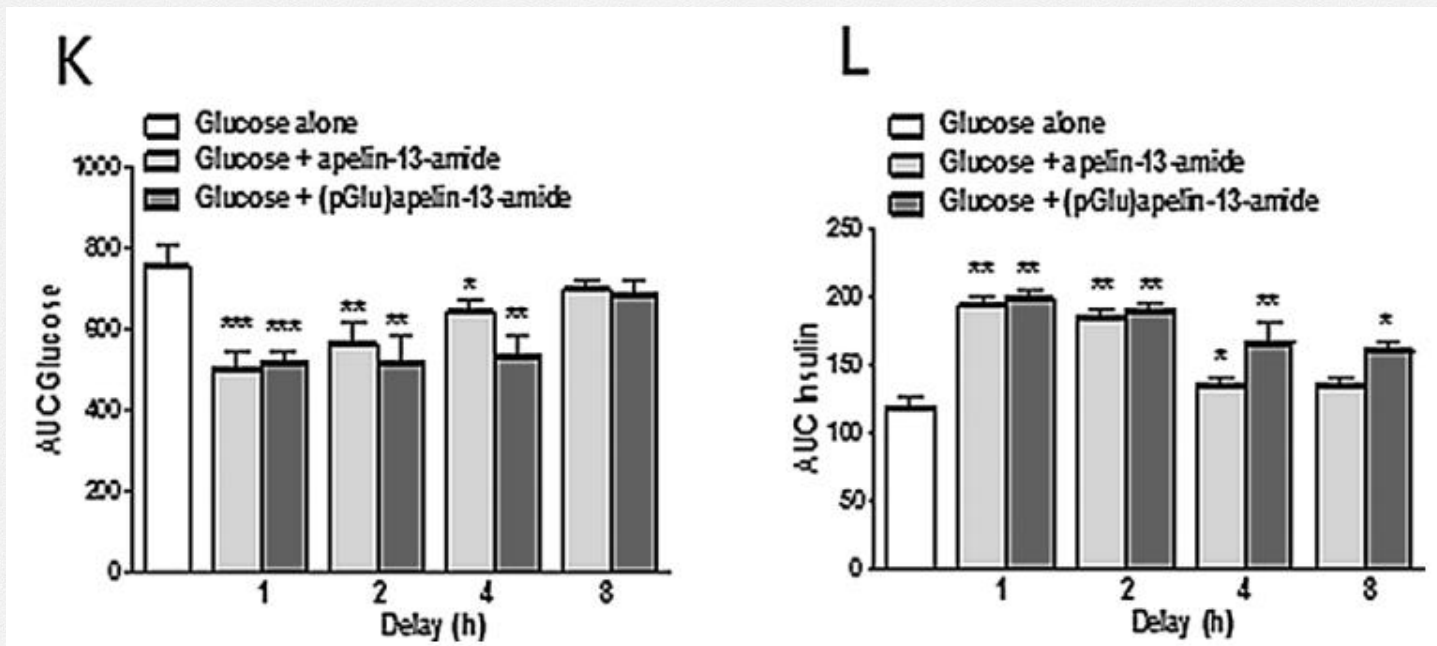 K
Glucose alone
Glucose + apelin-13-amide
Glucose + (pGlu)apelin-13-amide
1000
800
600
400
200
0
AUCGlucose
*** *** ** ** * **
1 2 4 8
Delay (h)
L
Glucose alone
Glucose + apelin-13-amide
Glucose + (pGlu)apelin-13-amide
250
200
150
100
50
0
AUC Insulin
** ** ** ** * ** *
1 2 4 8
Delay (h)